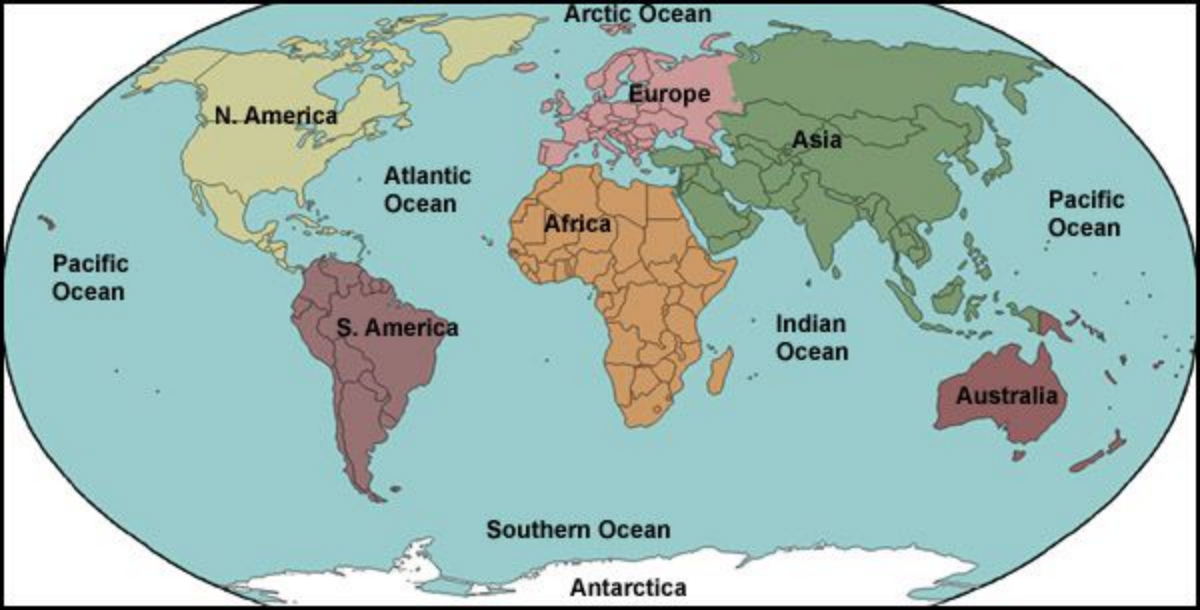 Arctic Ocean
Europe
N. America
Asia
Atlantic
Ocean
Pacific
Ocean
Africa
Pacific
Ocean
S. America
Indian
Ocean
Australia
Southern Ocean
Antarctica